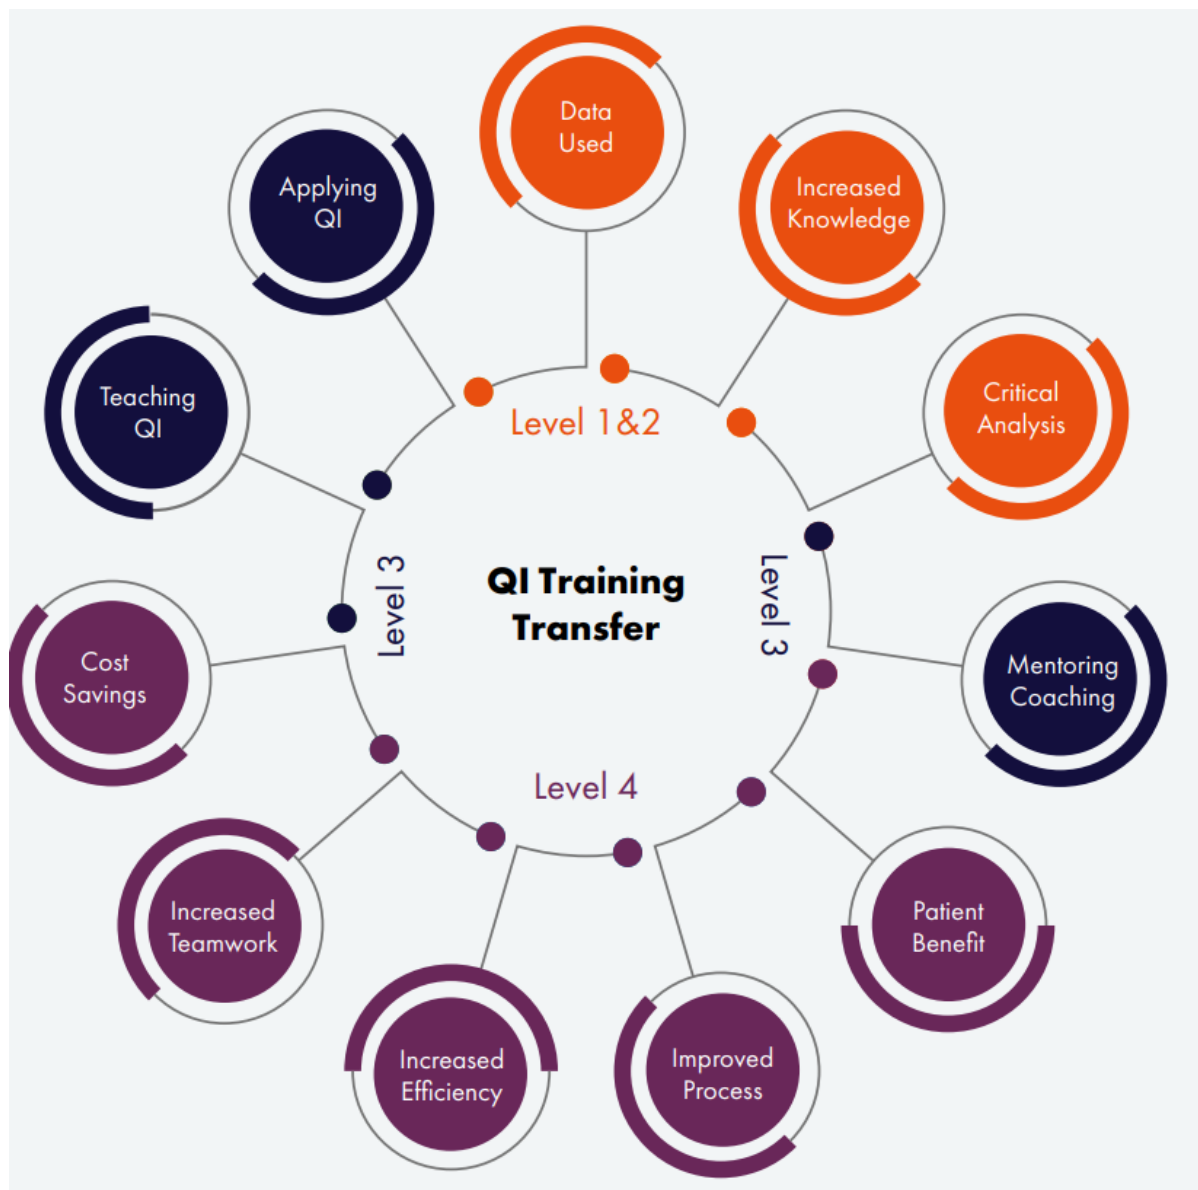 Data
Used
Increased
Knowledge
Critical
Analysis
Mentoring
Coaching
Patient
Benefit
Improved
Process
Increased
Efficiency
Increased
Teamwork
Cost
Savings
Teaching
QI
Applying
QI
Level 1&2
Level 3
Level 4
Level 3
QI Training
Transfer